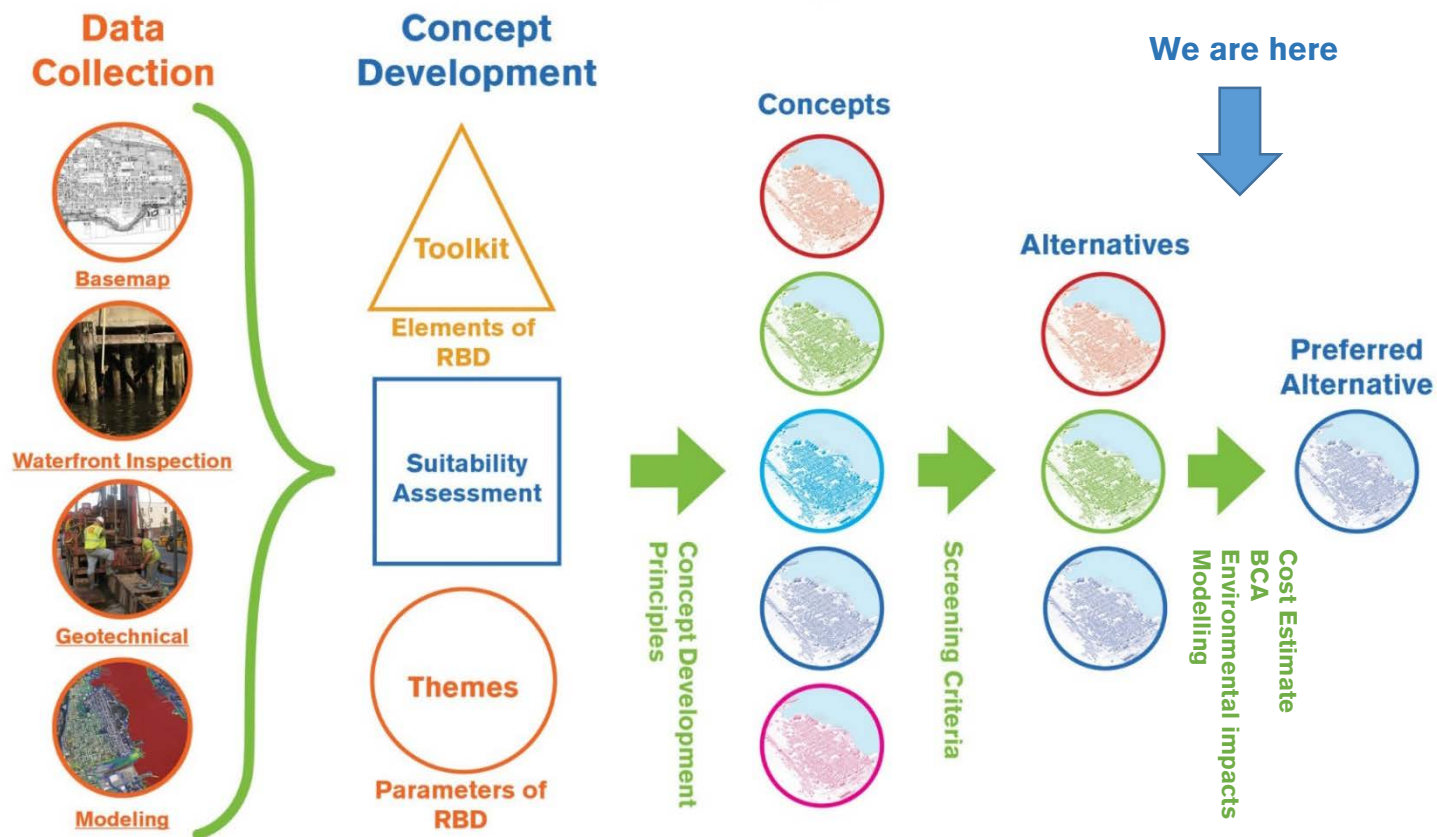 Data
Collection
Basemap
Waterfront Inspection
Geotechnical
Modeling
Concept
Development
Toolkit
Elements of
RBD
Suitability
Assessment
Themes
Parameters of
RBD
Concept Development
Principles
Concepts
Screening Criteria
Alternatives
We are here
Cost Estimate
BCA
Environmental impacts
Modelling
Preferred
Alternative